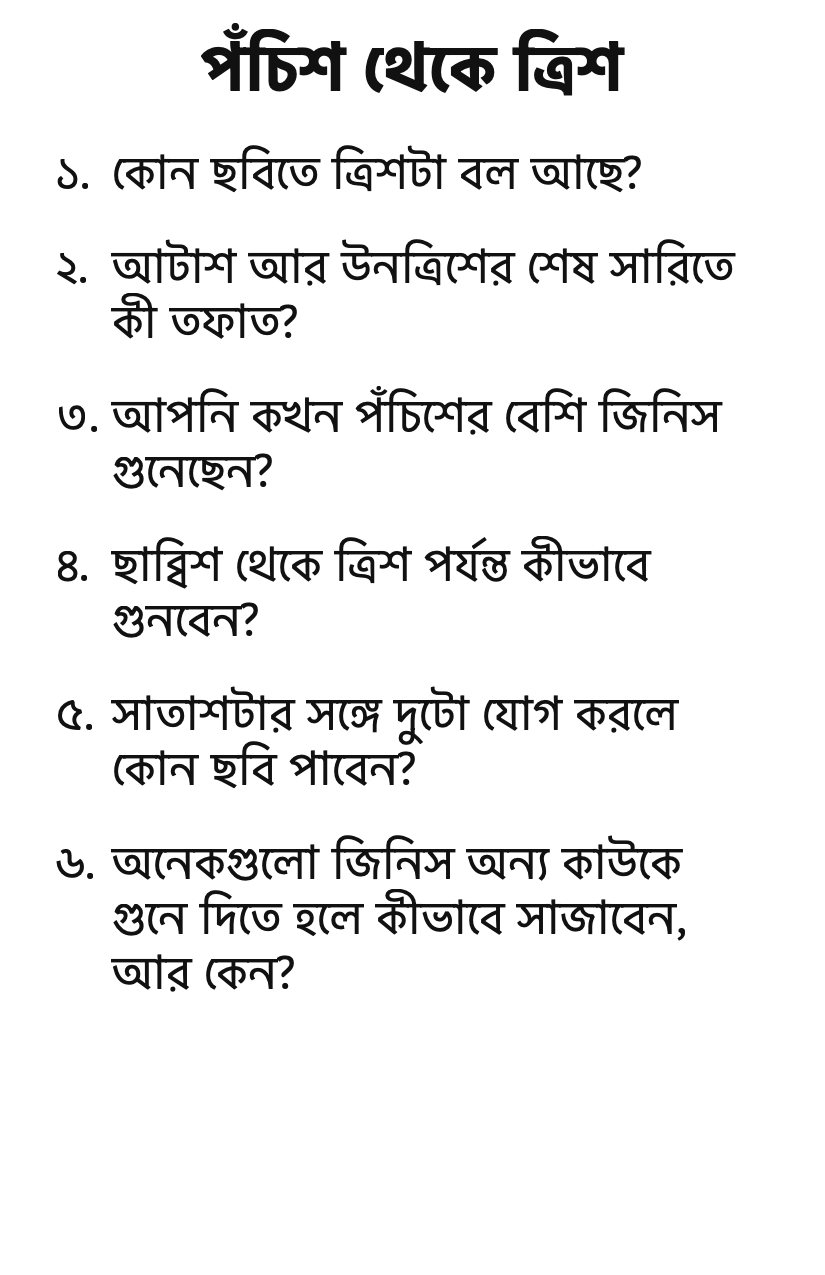 পঁচিশ থেকে ত্রিশ
১. কোন ছবিতে ত্রিশটা বল আছে?
২. আটাশ আর উনত্রিশের শেষ সারিতে
কী তফাত?
৩. আপনি কখন পঁচিশের বেশি জিনিস
গুনেছেন?
৪. ছাব্বিশ থেকে ত্রিশ পর্যন্ত কীভাবে
গুনবেন?
৫. সাতাশটার সঙ্গে দুটো যোগ করলে
কোন ছবি পাবেন?
৬. অনেকগুলো জিনিস অন্য কাউকে
গুনে দিতে হলে কীভাবে সাজাবেন,
আর কেন?